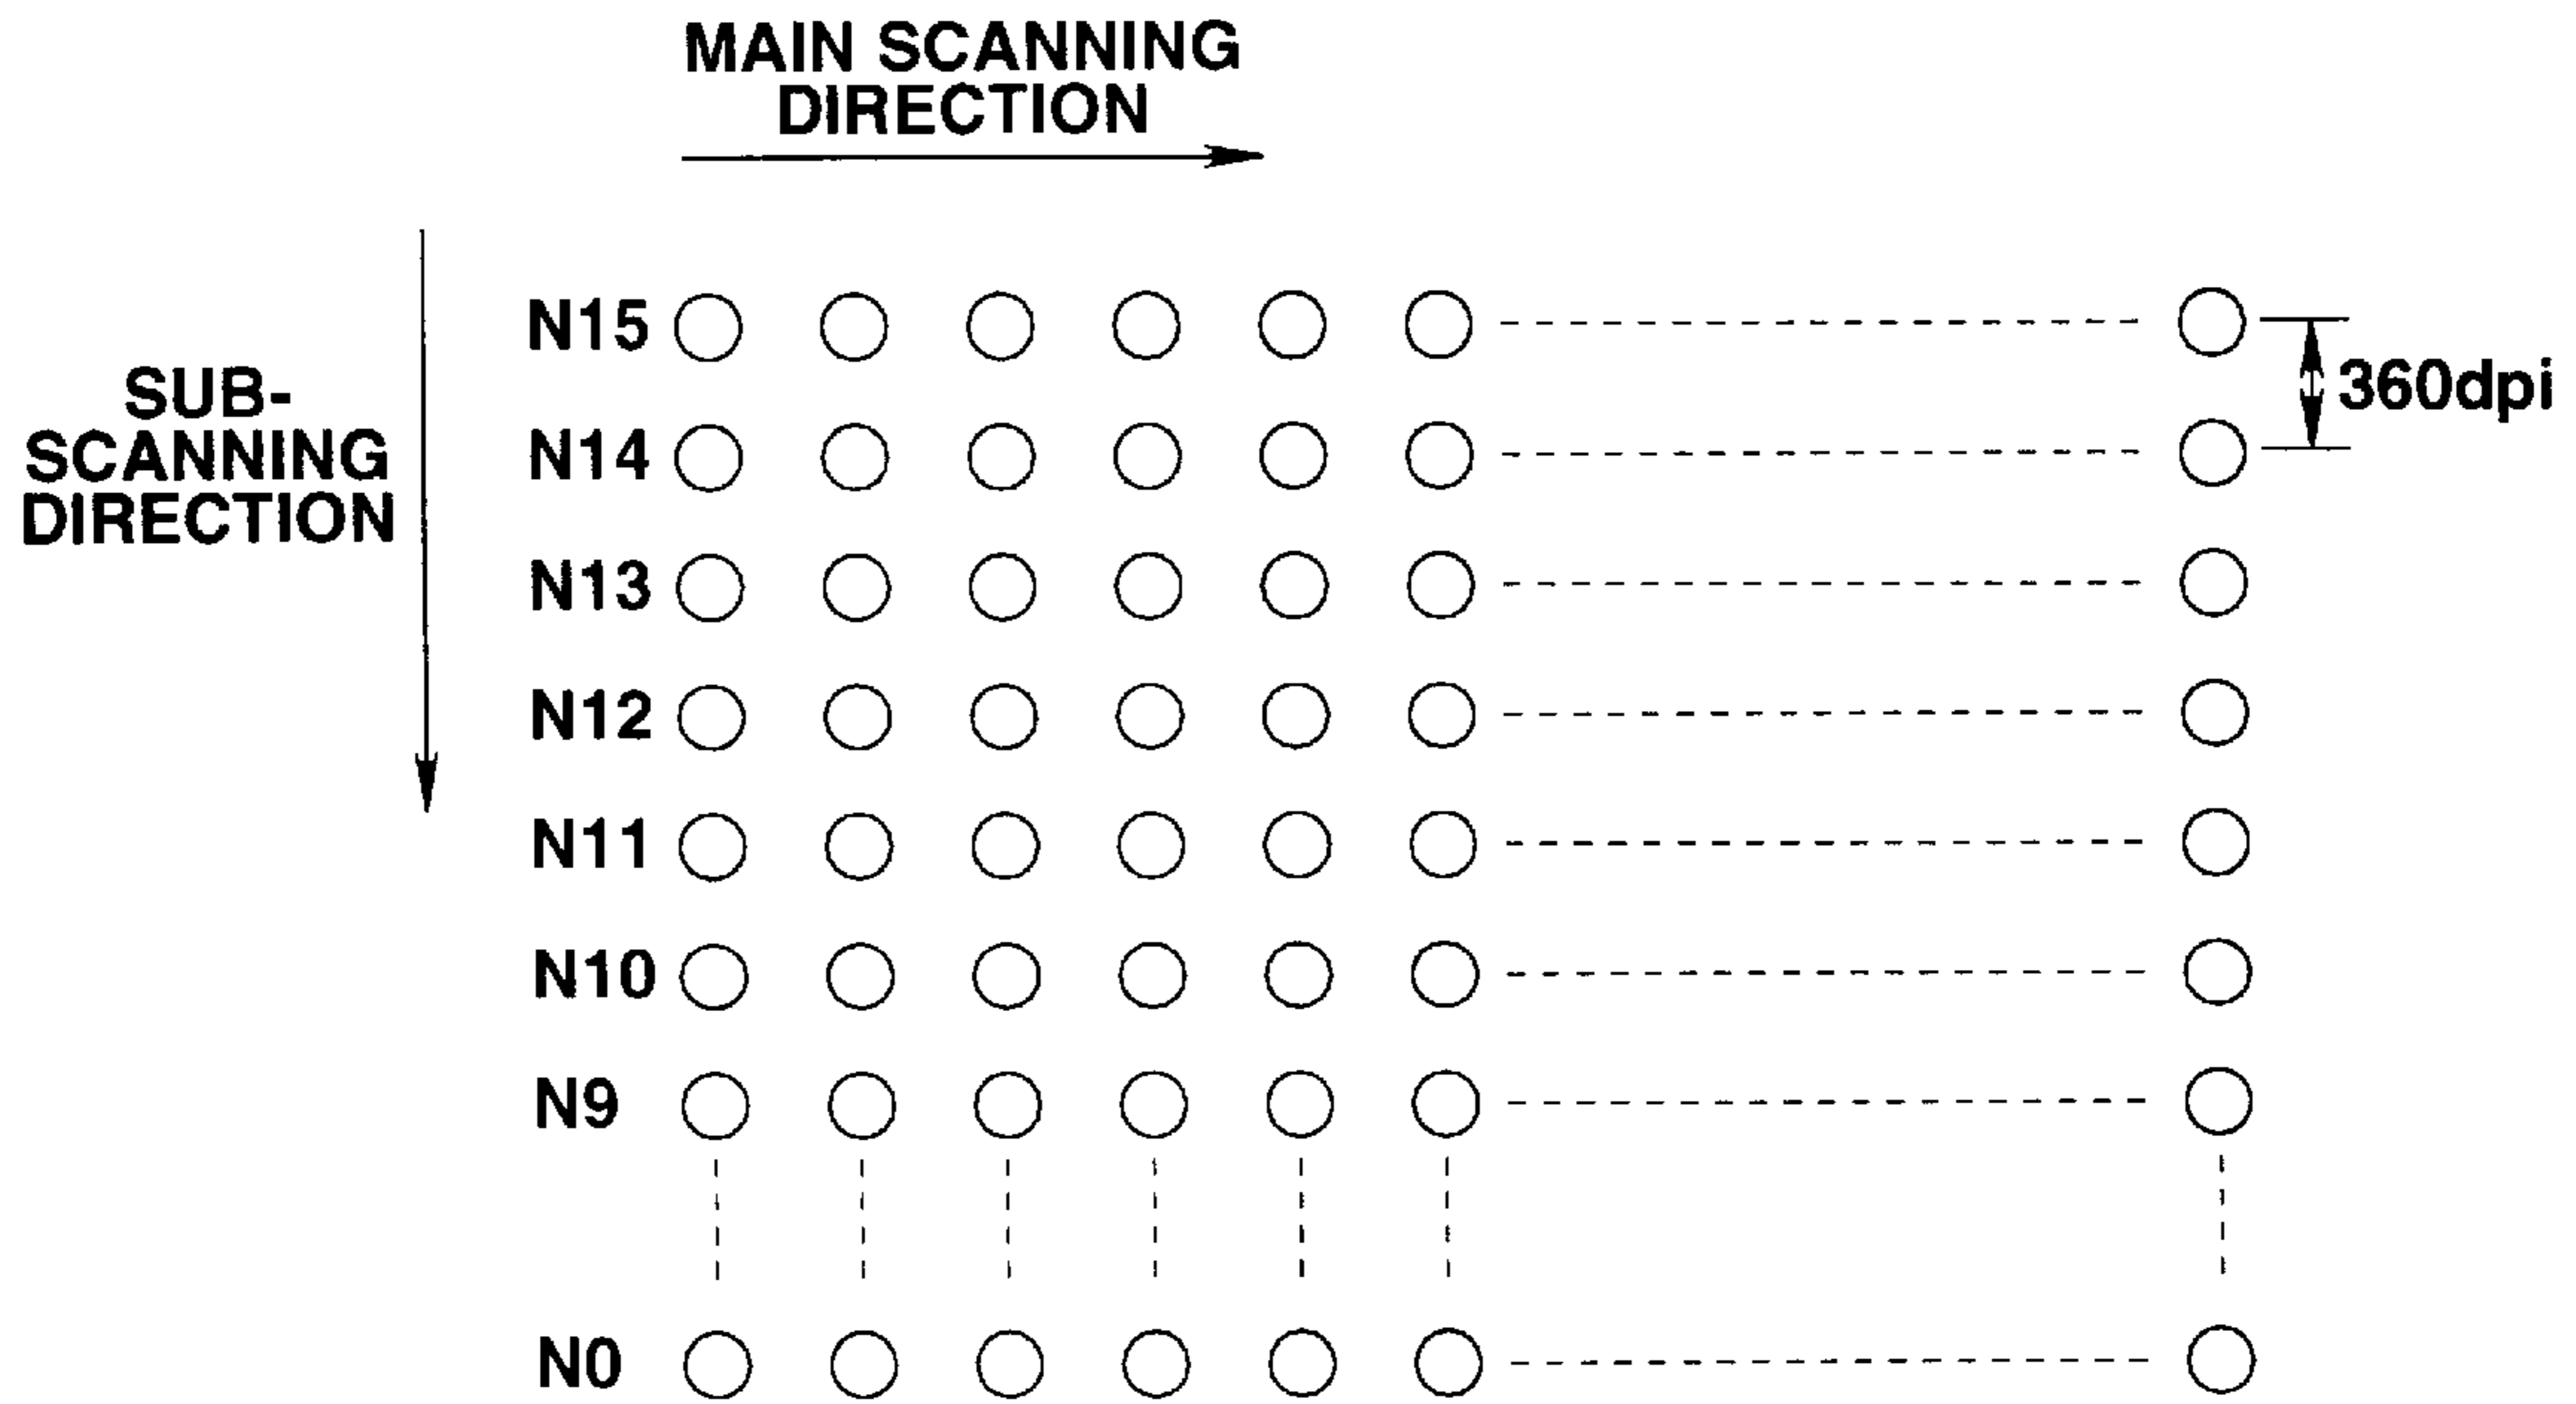 MAIN SCANNING
DIRECTION
SUB-
SCANNING
DIRECTION
N15
360dpi
N14
N13
N12
N11
N10
N9
N0